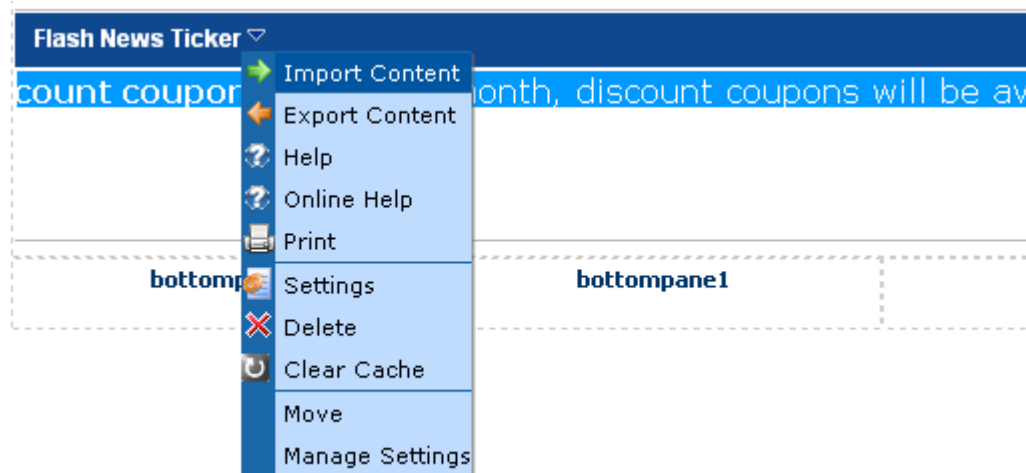 Flash News Ticker
Import Content
count coupon onth, discount coupons will be av
Export Content
Help
Online Help
Print
bottomp bottompane1
Settings
Delete
Clear Cache
Move
Manage Settings